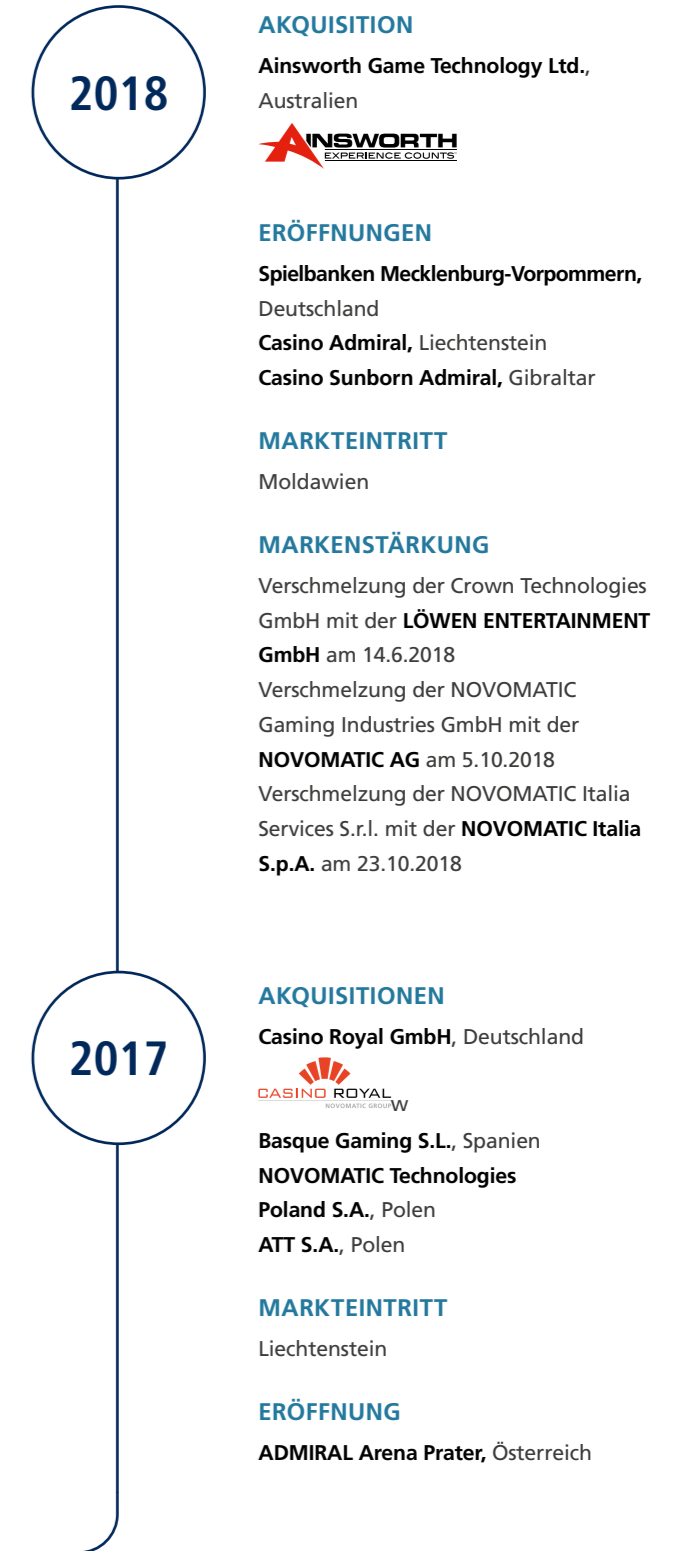 2018
AKQUISITION
Ainsworth Game Technology Ltd.,
Australien
AINSWORTH
EXPERIENCE COUNTS
ERÖFFNUNGEN
Spielbanken Mecklenburg-Vorpommern,
Deutschland
Casino Admiral, Liechtenstein
Casino Sunborn Admiral, Gibraltar
MARKTEINTRITT
Moldawien
MARKENSTÄRKUNG
Verschmelzung der Crown Technologies
GmbH mit der LÖWEN ENTERTAINMENT
GmbH am 14.6.2018
Verschmelzung der NOVOMATIC
Gaming Industries GmbH mit der
NOVOMATIC AG am 5.10.2018
Verschmelzung der NOVOMATIC Italia
Services S.r.l. mit der NOVOMATIC Italia
S.p.A. am 23.10.2018
2017
AKQUISITIONEN
Casino Royal GmbH, Deutschland
CASINO ROYAL
NOVOMATIC GROUP W
Basque Gaming S.L., Spanien
NOVOMATIC Technologies
Poland S.A., Polen
ATT S.A., Polen
MARKTEINTRITT
Liechtenstein
ERÖFFNUNG
ADMIRAL Arena Prater, Österreich